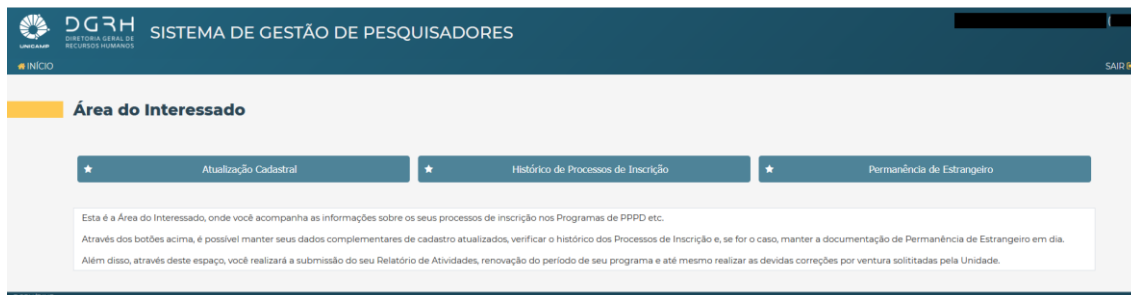 UNICAMP
DGRH
DIRETORIA GERAL DE
RECURSOS HUMANOS
SISTEMA DE GESTÃO DE PESQUISADORES
INÍCIO
SAIR
Área do Interessado
Atualização Cadastral
Histórico de Processos de Inscrição
Permanência de Estrangeiro
Esta é a Área do Interessado, onde você acompanha as informações sobre os seus processos de inscrição nos Programas de PPPD etc.
Através dos botões acima, é possível manter seus dados complementares de cadastro atualizados, verificar o histórico dos Processos de Inscrição e, se for o caso, manter a documentação de Permanência de Estrangeiro em dia.
Além disso, através deste espaço, você realizará a submissão do seu Relatório de Atividades, renovação do período de seu programa e até mesmo realizar as devidas correções por ventura solititadas pela Unidade.